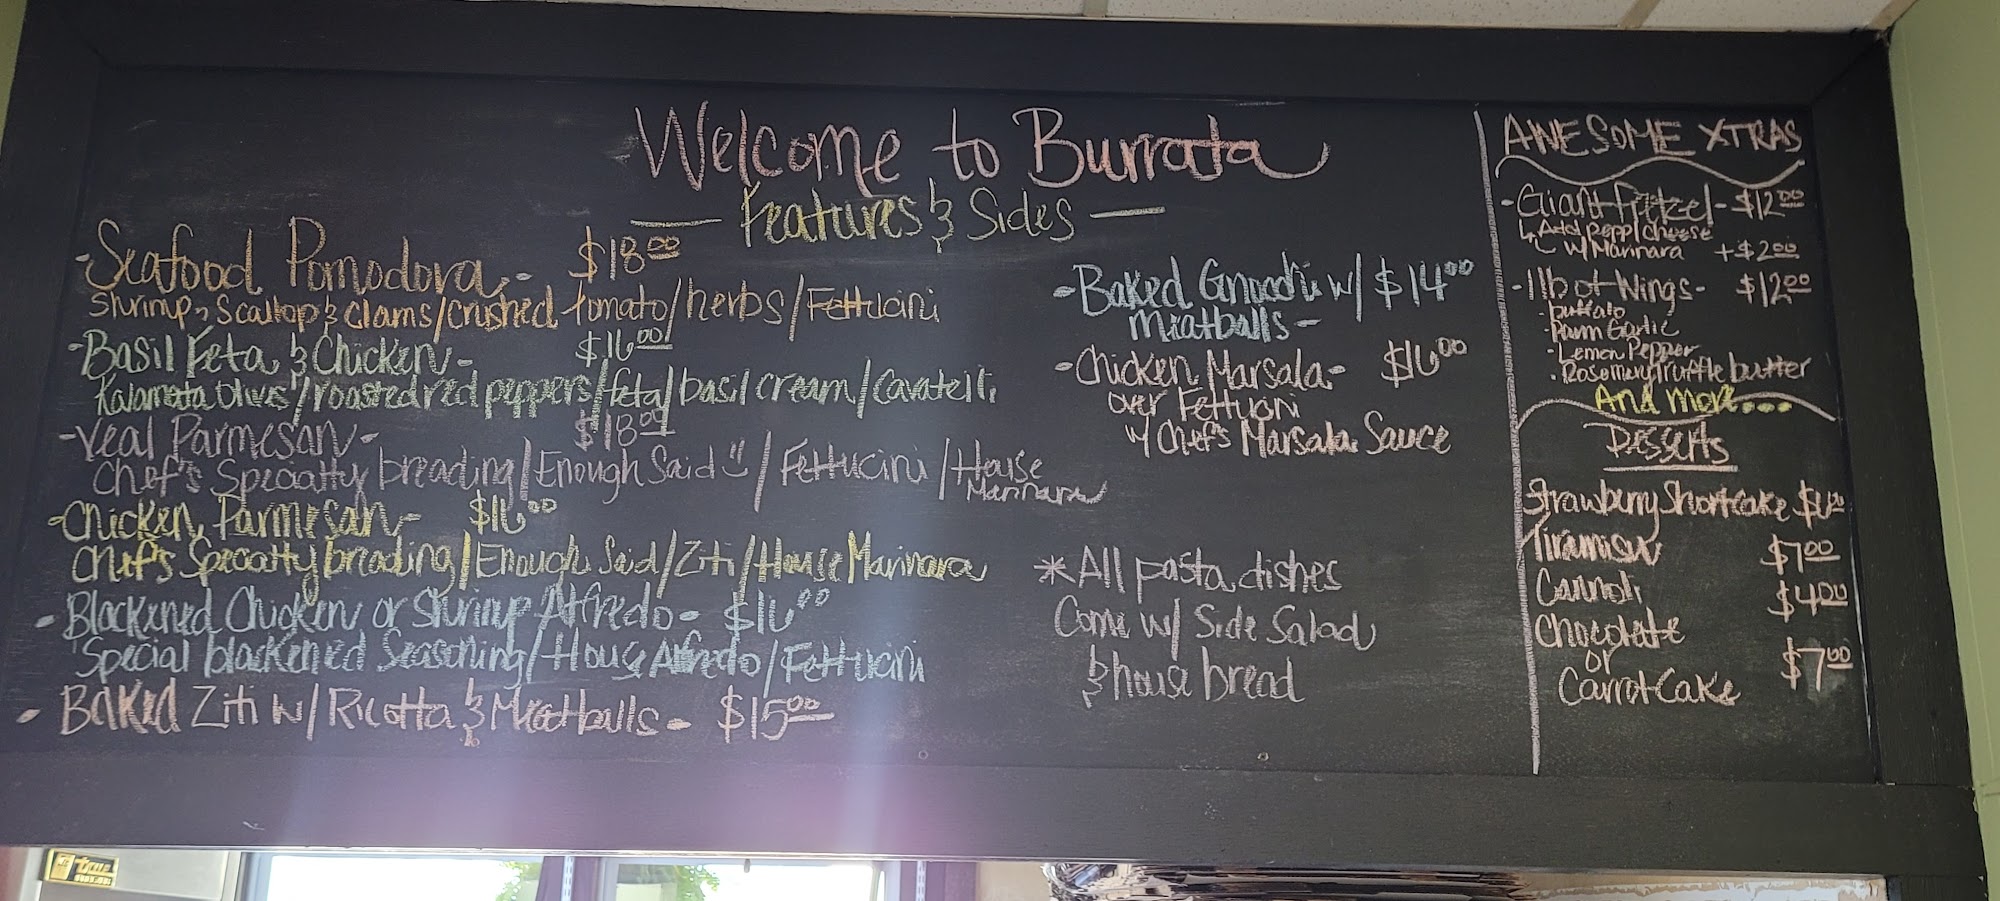 Welcome to Burrata
Features & Sides
- Seafood Pomodora - $18.00
Shrimp, Scallop & Clams/Crushed tomato/herbs/Fettucini
- Basil Feta & Chicken - $16.00
Kalamata Olives/roasted red peppers/feta/basil cream/Cavatelli
- Veal Parmesan - $18.00
Chef's Specialty breading/Enough Said :)/Fettucini/House
Marinara
- Chicken Parmesan - $16.00
Chef's Specialty breading/Enough Said/Ziti/House Marinara
- Blackened Chicken or Shrimp Alfredo - $16.00
Special blackened Seasoning/House Alfredo/Fettucini
- Baked Ziti w/Ricotta & Meatballs - $15.00
- Baked Gnocchi w/ $14.00
Meatballs -
- Chicken Marsala - $16.00
over Fettucini
w/ Chef's Marsala Sauce
*All pasta dishes
Come w/ Side Salad
& house bread
AWESOME XTRAS
- Giant Pretzel - $12.00
↳ Add Pepp/cheese
w/ Marinara +$2.00
- 1lb of Wings - $12.00
- Buffalo
- Parm Garlic
- Lemon Pepper
- Rosemary truffle butter
And more...
Desserts
Strawberry Shortcake
Tiramisu $7.00
Cannoli $4.00
Chocolate
or
Carrot Cake $7.00
true